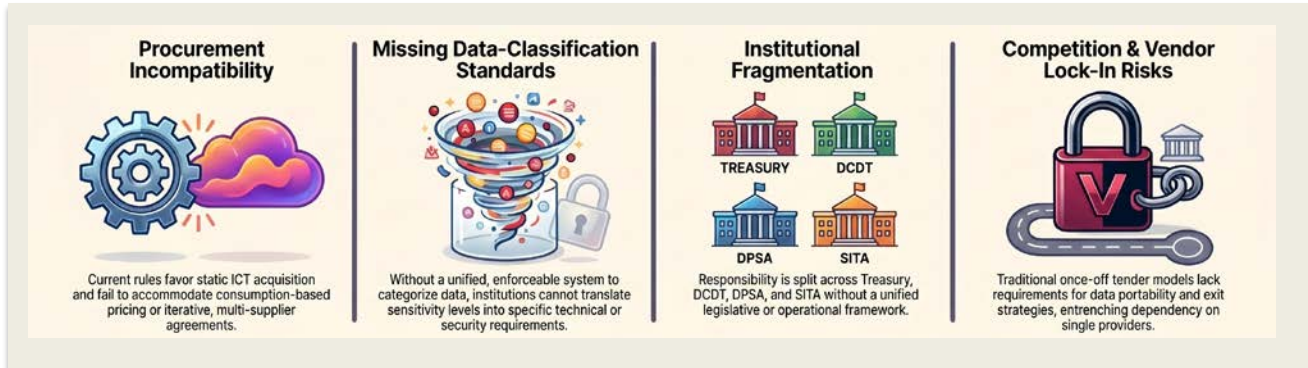 Procurement
Incompatibility
Current rules favor static ICT acquisition
and fail to accommodate consumption-based
pricing or iterative, multi-supplier
agreements.
Missing Data-Classification
Standards
Without a unified, enforceable system to
categorize data, institutions cannot translate
sensitivity levels into specific technical or
security requirements.
Institutional
Fragmentation
TREASURY
DCDT
DPSA
SITA
Responsibility is split across Treasury,
DCDT, DPSA, and SITA without a unified
legislative or operational framework.
Competition & Vendor
Lock-In Risks
V
Traditional once-off tender models lack
requirements for data portability and exit
strategies, entrenching dependency on
single providers.